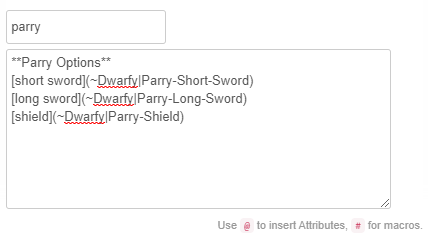 parry
**Parry Options**
[short sword](~Dwarfy|Parry-Short-Sword)
[long sword](~Dwarfy|Parry-Long-Sword)
[shield](~Dwarfy|Parry-Shield)
Use @ to insert Attributes, # for macros.